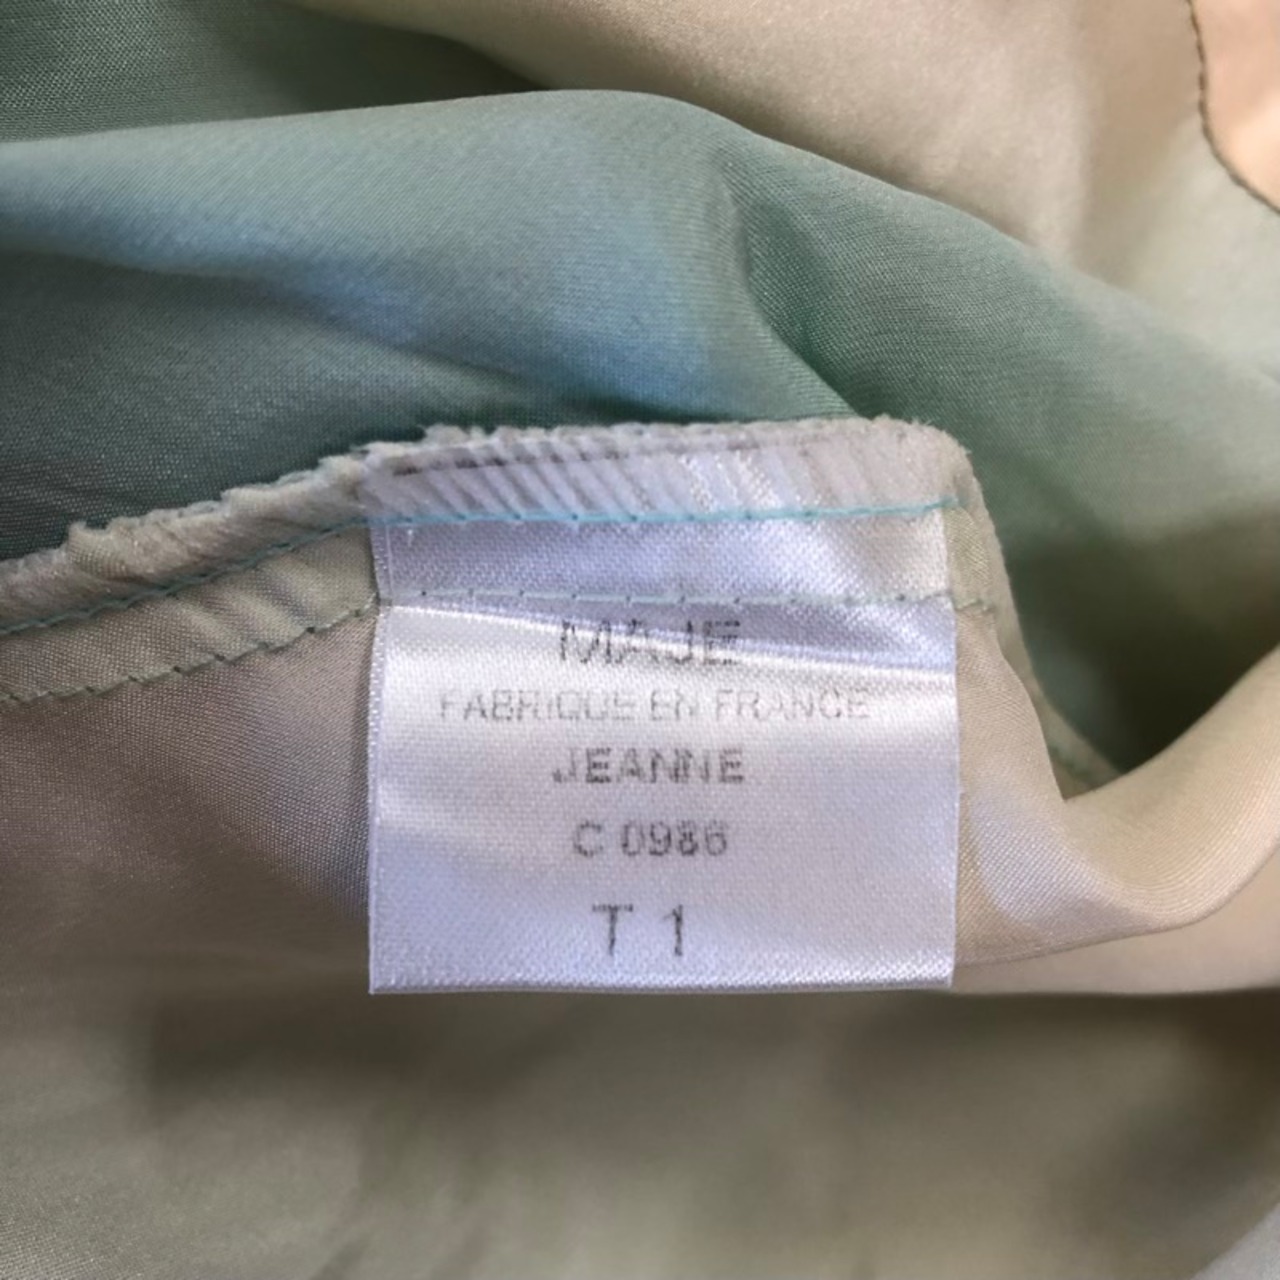 MAJE
FABRIQUE EN FRANCE
JEANNE
C 0986
T 1